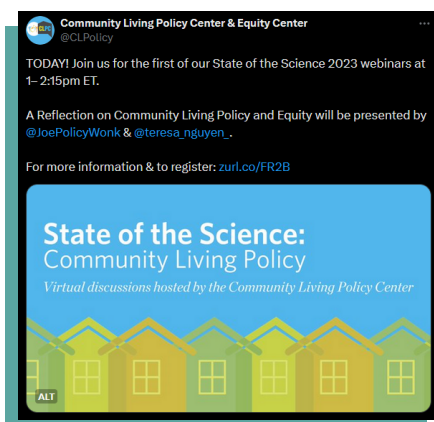 Community Living Policy Center & Equity Center
@CLPolicy
TODAY! Join us for the first of our State of the Science 2023 webinars at
1– 2:15pm ET.
A Reflection on Community Living Policy and Equity will be presented by
@JoePolicyWonk & @teresa_nguyen_.
For more information & to register: zurl.co/FR2B
State of the Science:
Community Living Policy
Virtual discussions hosted by the Community Living Policy Center
ALT